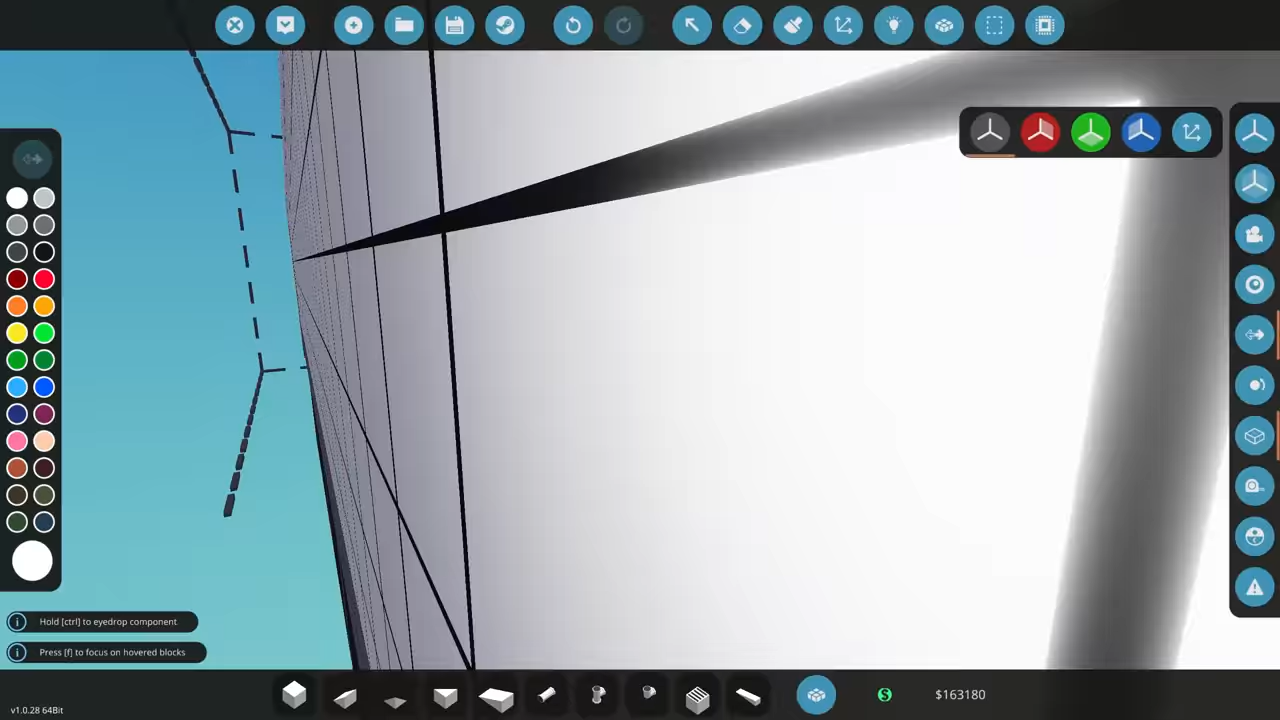 Hold [ctrl] to eyedrop component
Press [f] to focus on hovered blocks
$163180
v1.0.28 64Bit